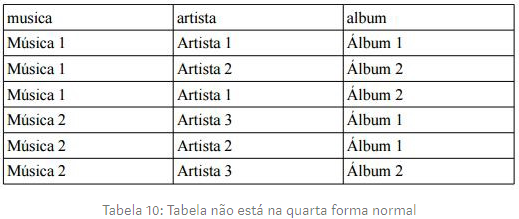 musica artista album
Música 1 Artista 1 Álbum 1
Música 1 Artista 2 Álbum 2
Música 1 Artista 1 Álbum 2
Música 2 Artista 3 Álbum 1
Música 2 Artista 2 Álbum 1
Música 2 Artista 3 Álbum 2
Tabela 10: Tabela não está na quarta forma normal